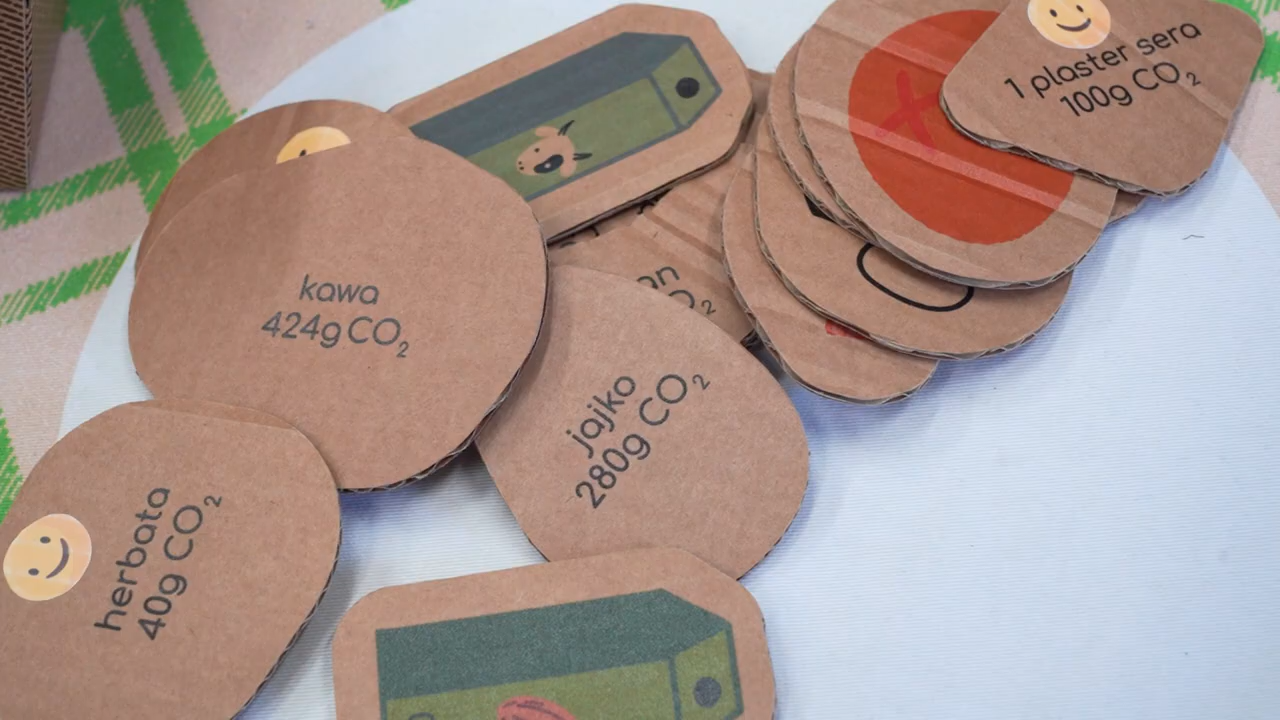 1 plaster sera
100g CO₂
kawa
424g CO₂
jajko
280g CO₂
herbata
40g CO₂